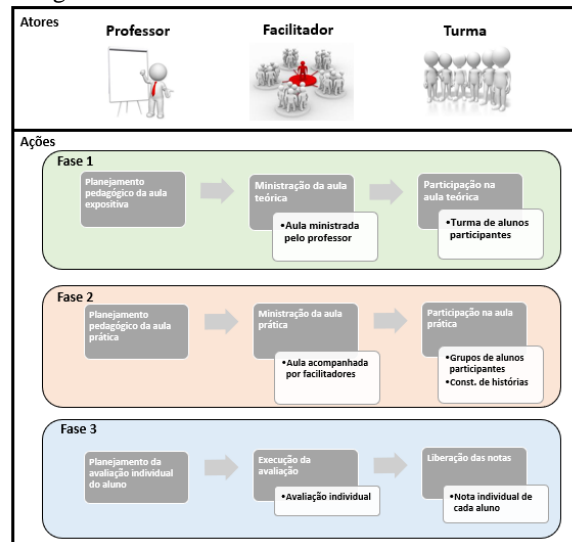 Atores
Professor
Facilitador
Turma
Ações
Fase 1
Planejamento
pedagógico da aula
expositiva
Ministração da aula
teórica
•Aula ministrada
pelo professor
Participação na
aula teórica
•Turma de alunos
participantes
Fase 2
Planejamento
pedagógico da aula
prática
Ministração da aula
prática
•Aula acompanhada
por facilitadores
Participação na aula
prática
•Grupos de alunos
participantes
•Const. de histórias
Fase 3
Planejamento da
avaliação individual
do aluno
Execução da
avaliação
•Avaliação individual
Liberação das notas
•Nota individual de
cada aluno